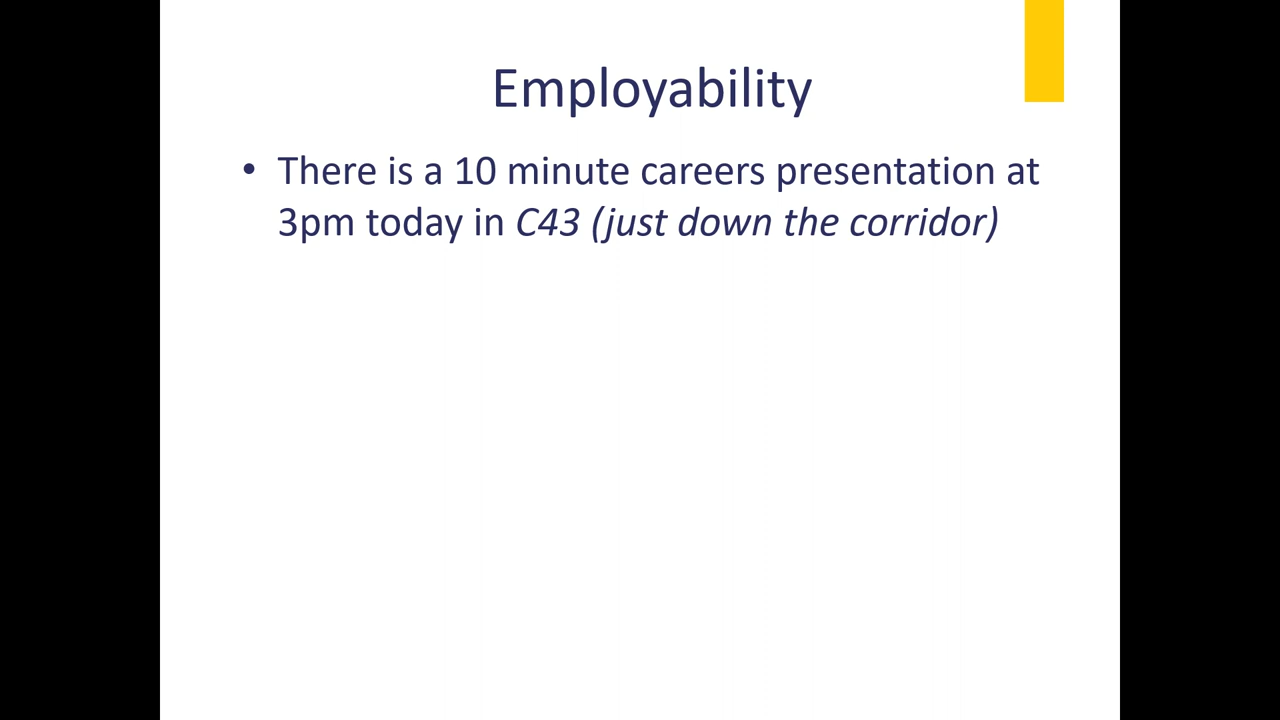 Employability
• There is a 10 minute careers presentation at
3pm today in C43 (just down the corridor)